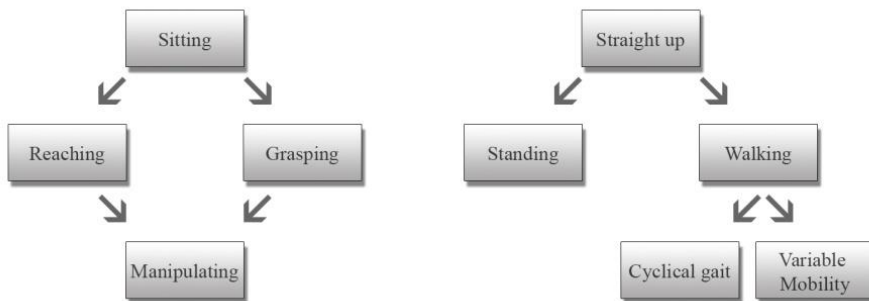 Sitting
Straight up
Reaching
Grasping
Standing
Walking
Manipulating
Cyclical gait
Variable
Mobility